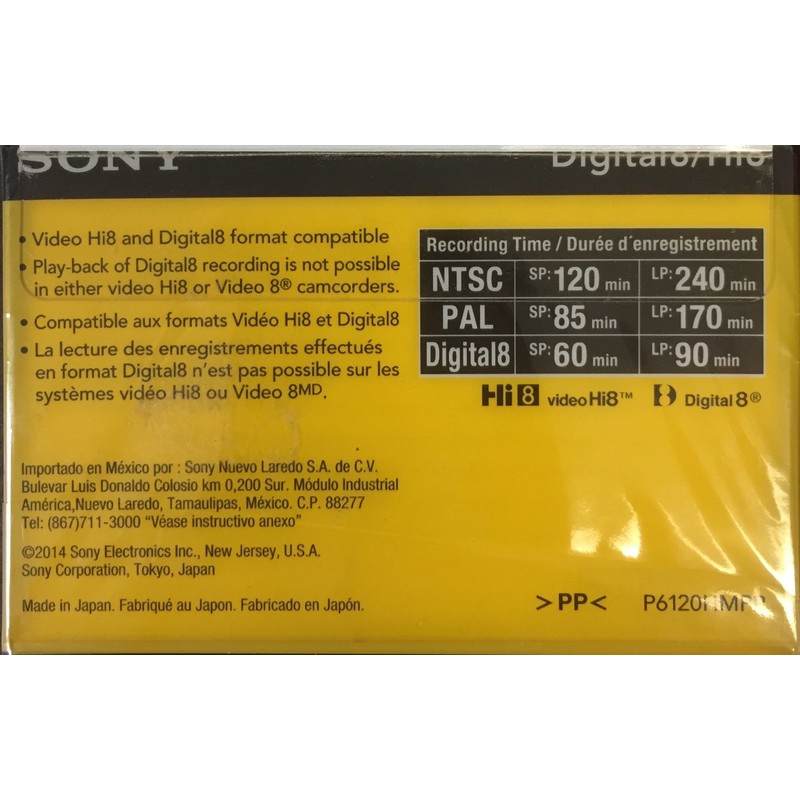 SONY
Digital8/Hi8
• Video Hi8 and Digital8 format compatible
• Play-back of Digital8 recording is not possible
in either video Hi8 or Video 8® camcorders.
• Compatible aux formats Vidéo Hi8 et Digital8
• La lecture des enregistrements effectués
en format Digital8 n'est pas possible sur les
systèmes vidéo Hi8 ou Video 8MD.
Recording Time / Durée d'enregistrement
NTSC SP: 120 min LP: 240 min
PAL SP: 85 min LP: 170 min
Digital8 SP: 60 min LP: 90 min
Hi8 video Hi8™ Digital 8®
Importado en México por : Sony Nuevo Laredo S.A. de C.V.
Bulevar Luis Donaldo Colosio km 0,200 Sur. Módulo Industrial
América,Nuevo Laredo, Tamaulipas, México. C.P. 88277
Tel: (867)711-3000 “Véase instructivo anexo”
©2014 Sony Electronics Inc., New Jersey, U.S.A.
Sony Corporation, Tokyo, Japan
Made in Japan. Fabriqué au Japon. Fabricado en Japón.
>PP<